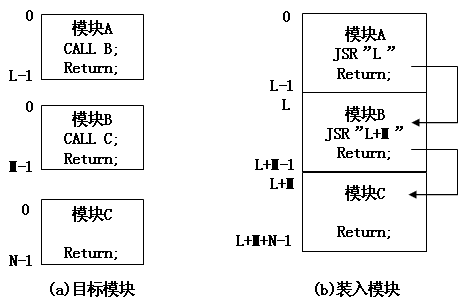 0
模块A
CALL B;
Return;
L-1
0
模块B
CALL C;
Return;
M-1
0
模块C
Return;
N-1
(a)目标模块
0
模块A
JSR "L"
Return;
L-1
L
模块B
JSR "L+M"
Return;
L+M-1
L+M
模块C
Return;
L+M+N-1
(b)装入模块